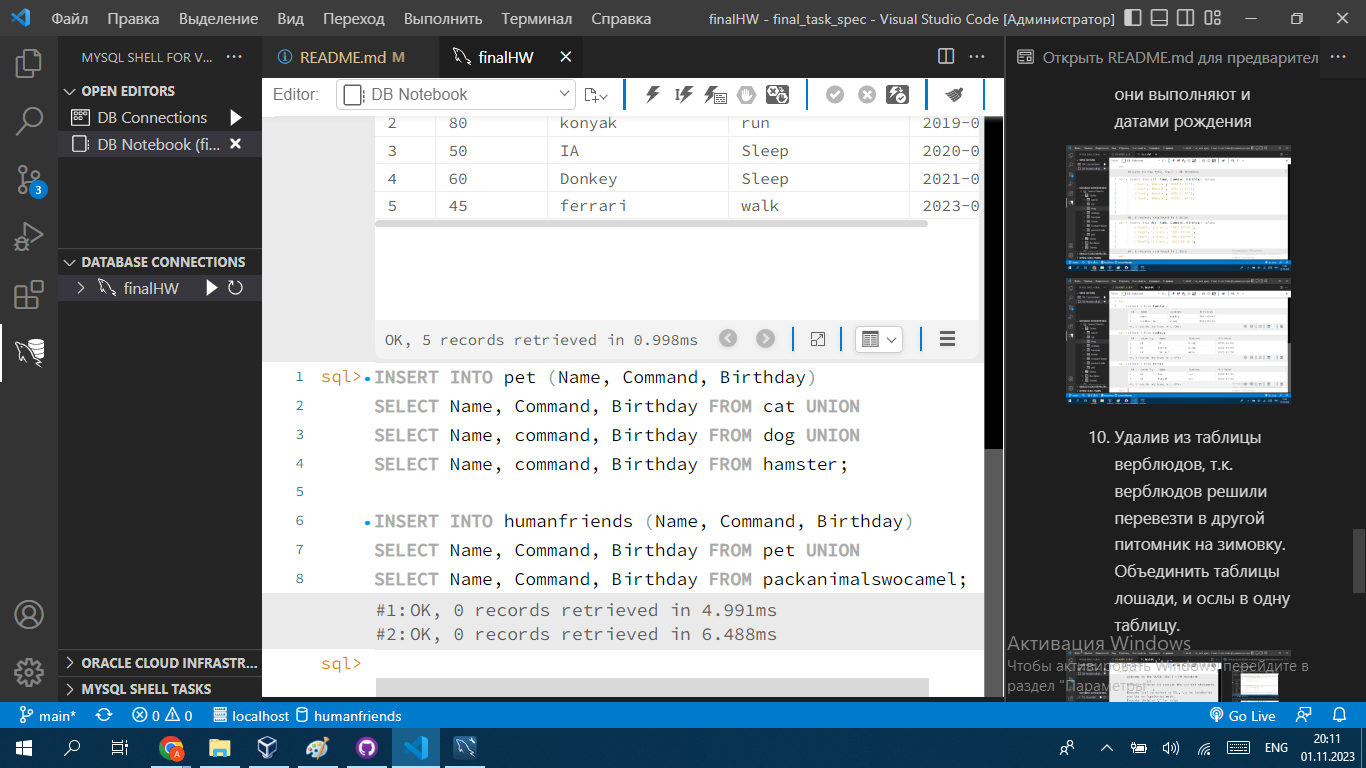 Файл Правка Выделение Вид Переход Выполнить Терминал Справка finalHW - final_task_spec - Visual Studio Code [Администратор]
MYSQL SHELL FOR V... ···
OPEN EDITORS
DB Connections
DB Notebook (fi...
3
DATABASE CONNECTIONS
finalHW
ORACLE CLOUD INFRASTR...
MYSQL SHELL TASKS
README.md M finalHW
Editor: DB Notebook
2 80 konyak run 2019-0
3 50 IA Sleep 2020-0
4 60 Donkey Sleep 2021-0
5 45 ferrari walk 2023-0
OK, 5 records retrieved in 0.998ms
1 sql> INSERT INTO pet (Name, Command, Birthday)
2 SELECT Name, Command, Birthday FROM cat UNION
3 SELECT Name, command, Birthday FROM dog UNION
4 SELECT Name, command, Birthday FROM hamster;
5
6 INSERT INTO humanfriends (Name, Command, Birthday)
7 SELECT Name, Command, Birthday FROM pet UNION
8 SELECT Name, Command, Birthday FROM packanimalswocamel;
#1:OK, 0 records retrieved in 4.991ms
#2:OK, 0 records retrieved in 6.488ms
sql>
Открыть README.md для предварител ···
они выполняют и
датами рождения
10. Удалив из таблицы
верблюдов, т.к.
верблюдов решили
перевезти в другой
питомник на зимовку.
Объединить таблицы
лошади, и ослы в одну
таблицу.
Активация Windows
Чтобы активировать Windows, перейдите в
раздел "Параметры".
main* 0 0 localhost humanfriends Go Live
ENG 20:11
01.11.2023